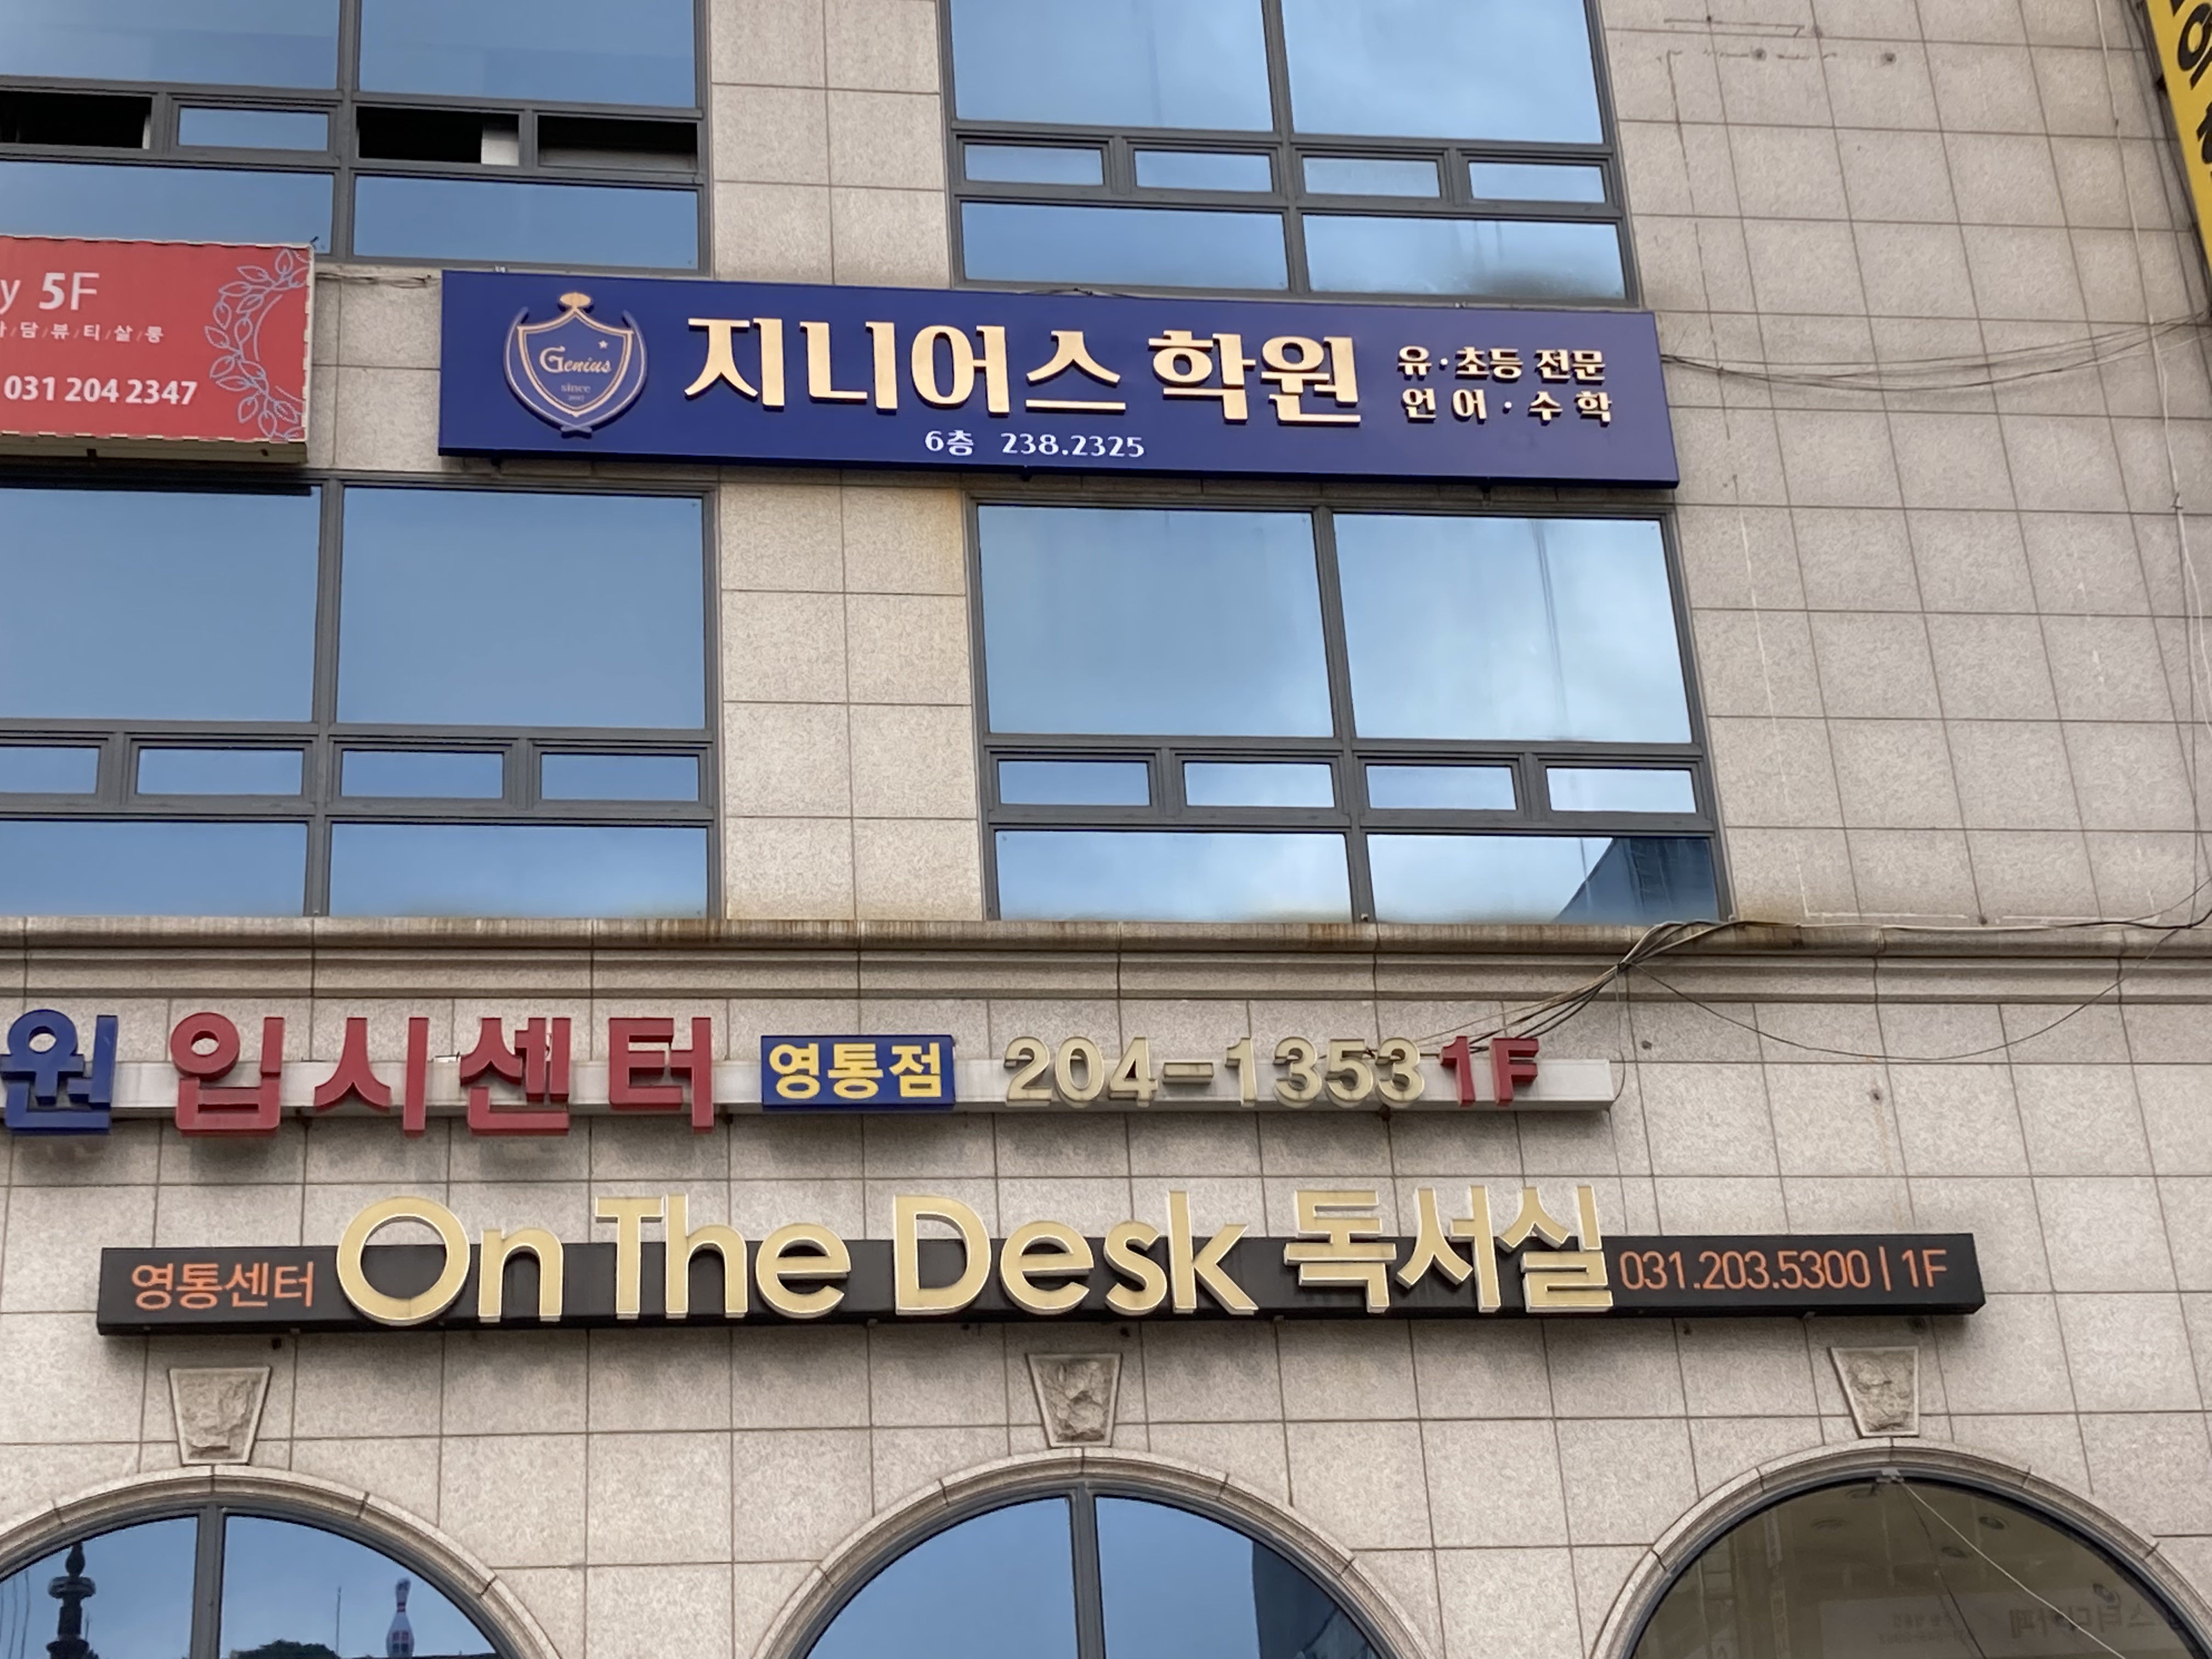 y 5F
담/뷰/티/살/롱
031 204 2347
Genius
since
지니어스 학원
유·초등 전문
언어·수학
6층 238.2325
원 입시센터 영통점 204-1353 1F
영통센터 On The Desk 독서실 031.203.5300 | 1F